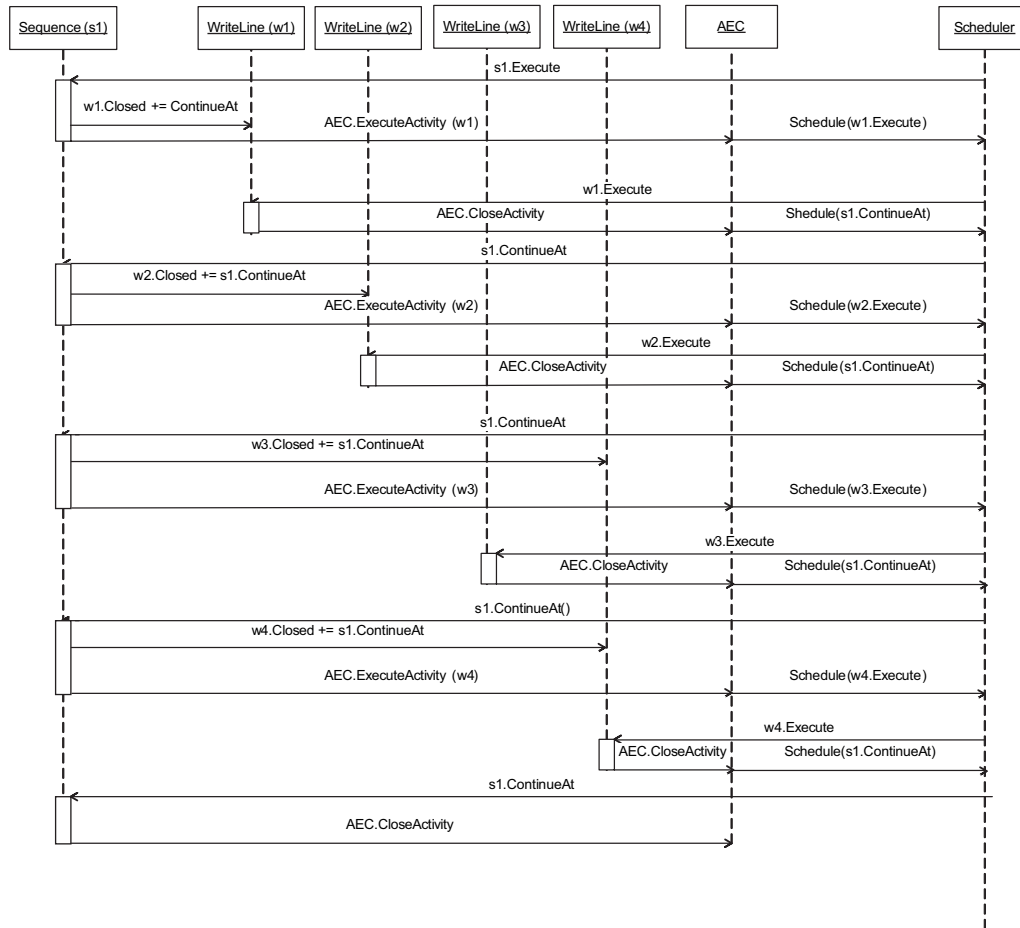 Sequence (s1)
WriteLine (w1)
WriteLine (w2)
WriteLine (w3)
WriteLine (w4)
AEC
Scheduler
s1.Execute
w1.Closed += ContinueAt
AEC.ExecuteActivity (w1)
Schedule(w1.Execute)
w1.Execute
AEC.CloseActivity
Shedule(s1.ContinueAt)
s1.ContinueAt
w2.Closed += s1.ContinueAt
AEC.ExecuteActivity (w2)
Schedule(w2.Execute)
w2.Execute
AEC.CloseActivity
Schedule(s1.ContinueAt)
s1.ContinueAt
w3.Closed += s1.ContinueAt
AEC.ExecuteActivity (w3)
Schedule(w3.Execute)
w3.Execute
AEC.CloseActivity
Schedule(s1.ContinueAt)
s1.ContinueAt()
w4.Closed += s1.ContinueAt
AEC.ExecuteActivity (w4)
Schedule(w4.Execute)
w4.Execute
AEC.CloseActivity
Schedule(s1.ContinueAt)
s1.ContinueAt
AEC.CloseActivity